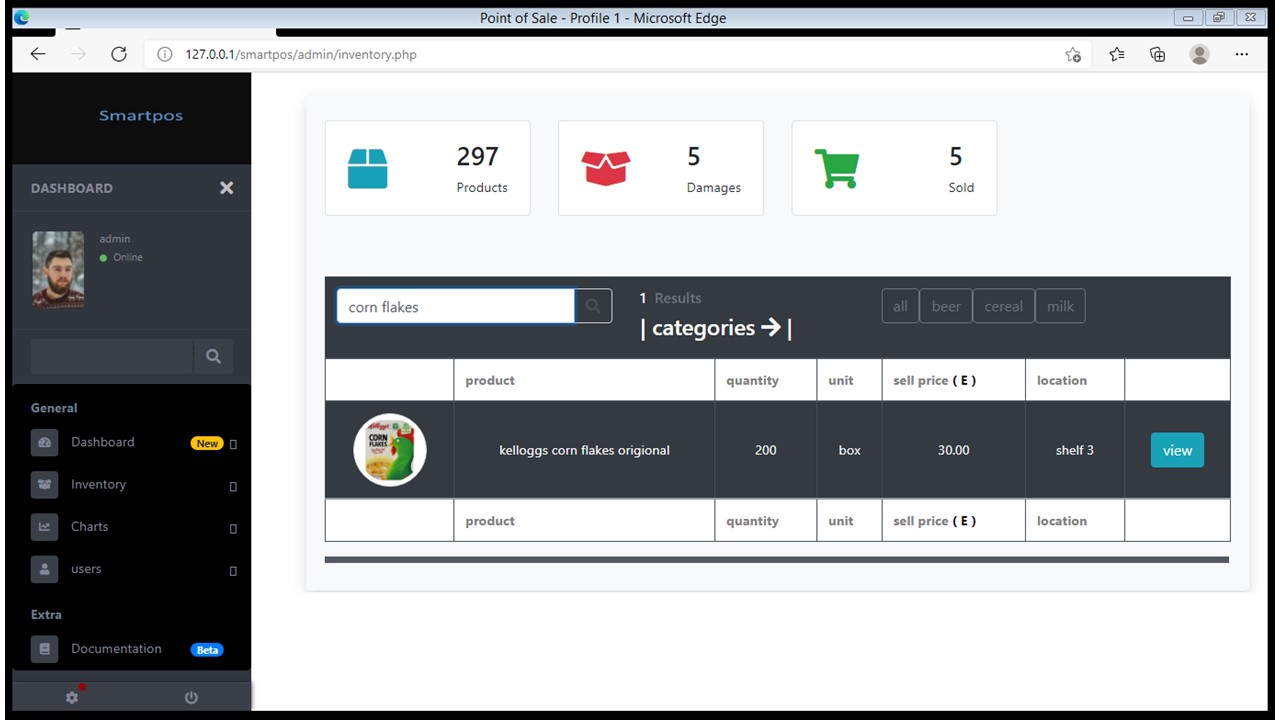 Point of Sale - Profile 1 - Microsoft Edge
127.0.0.1/smartpos/admin/inventory.php
Smartpos
DASHBOARD
admin
Online
General
Dashboard New
Inventory
Charts
users
Extra
Documentation Beta
297
Products
5
Damages
5
Sold
corn flakes
1 Results
| categories → |
all beer cereal milk
product quantity unit sell price ( E ) location
CORN
FLAKES
kelloggs corn flakes origional 200 box 30.00 shelf 3 view
product quantity unit sell price ( E ) location